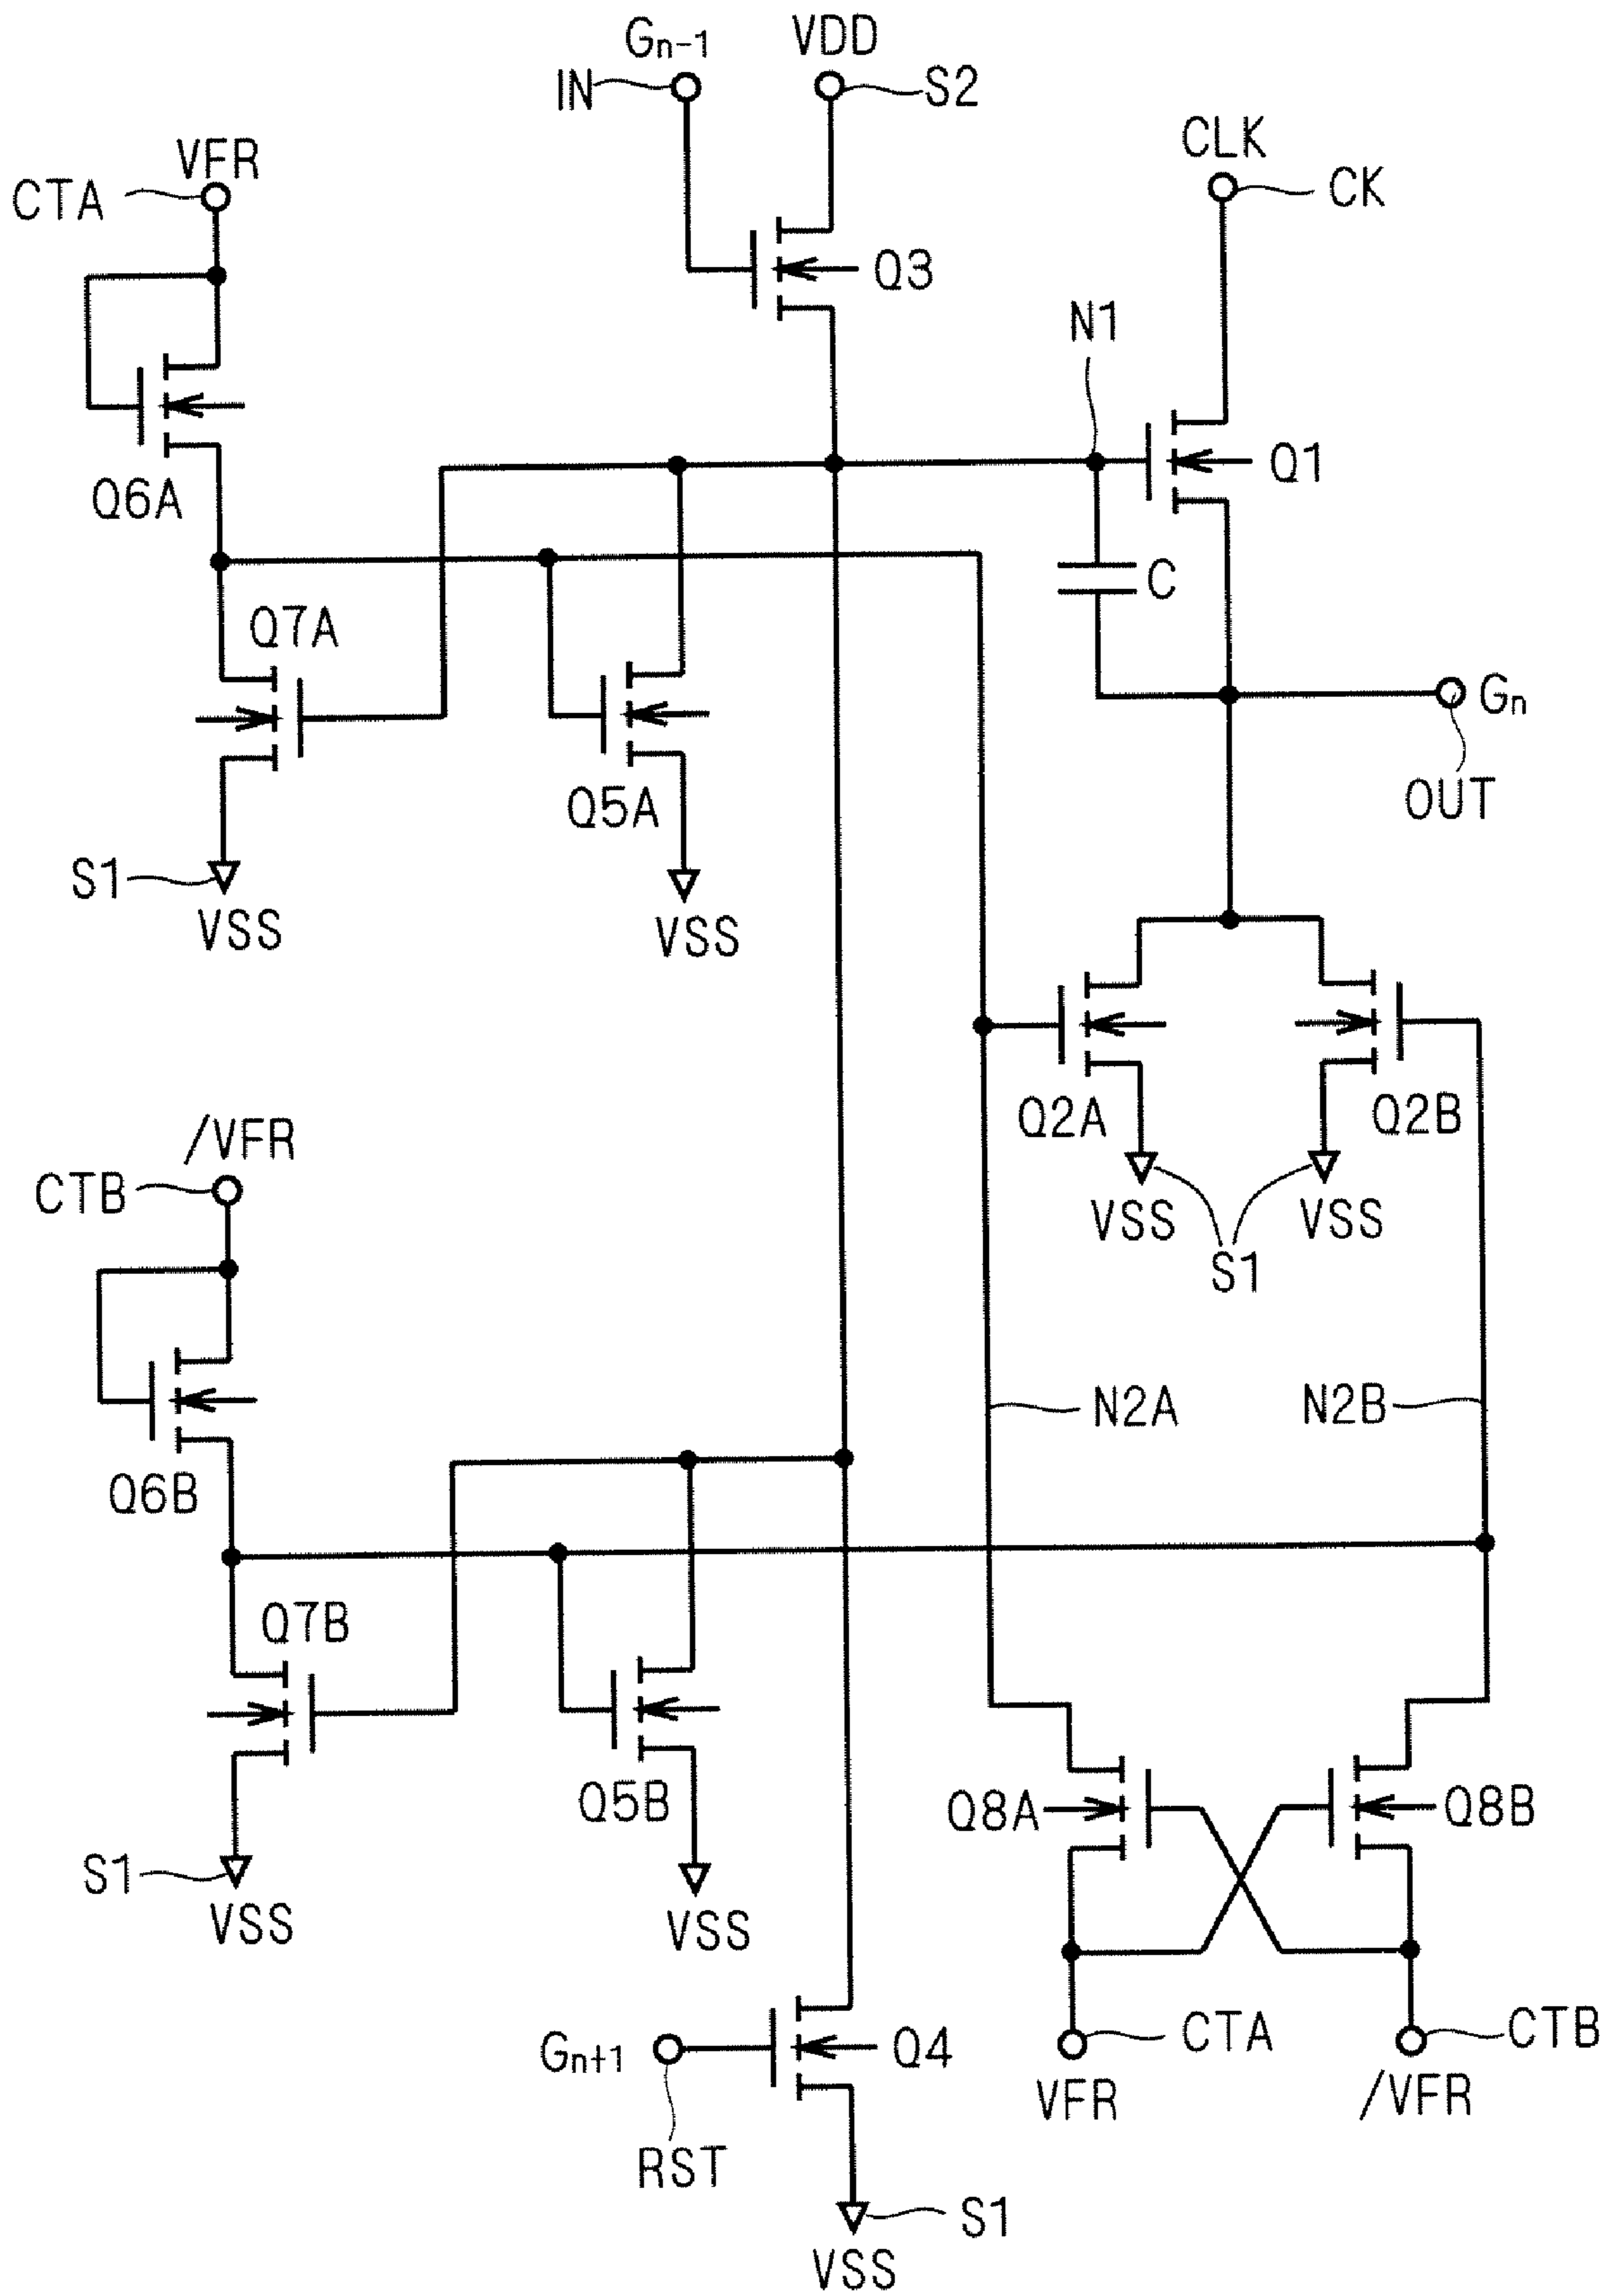 Gn-1 VDD
IN S2
CLK
VFR
CTA CK
Q3
N1
Q6A Q1
C
Q7A
Gn
Q5A OUT
S1
VSS VSS
Q2A Q2B
/VFR
CTB VSS VSS
S1
N2A N2B
Q6B
Q7B
Q5B Q8A Q8B
S1
VSS VSS
Gn+1 Q4 CTA CTB
VFR /VFR
RST
S1
VSS